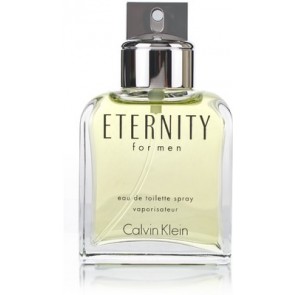 ETERNITY
for men
eau de toilette spray
vaporisateur
Calvin Klein